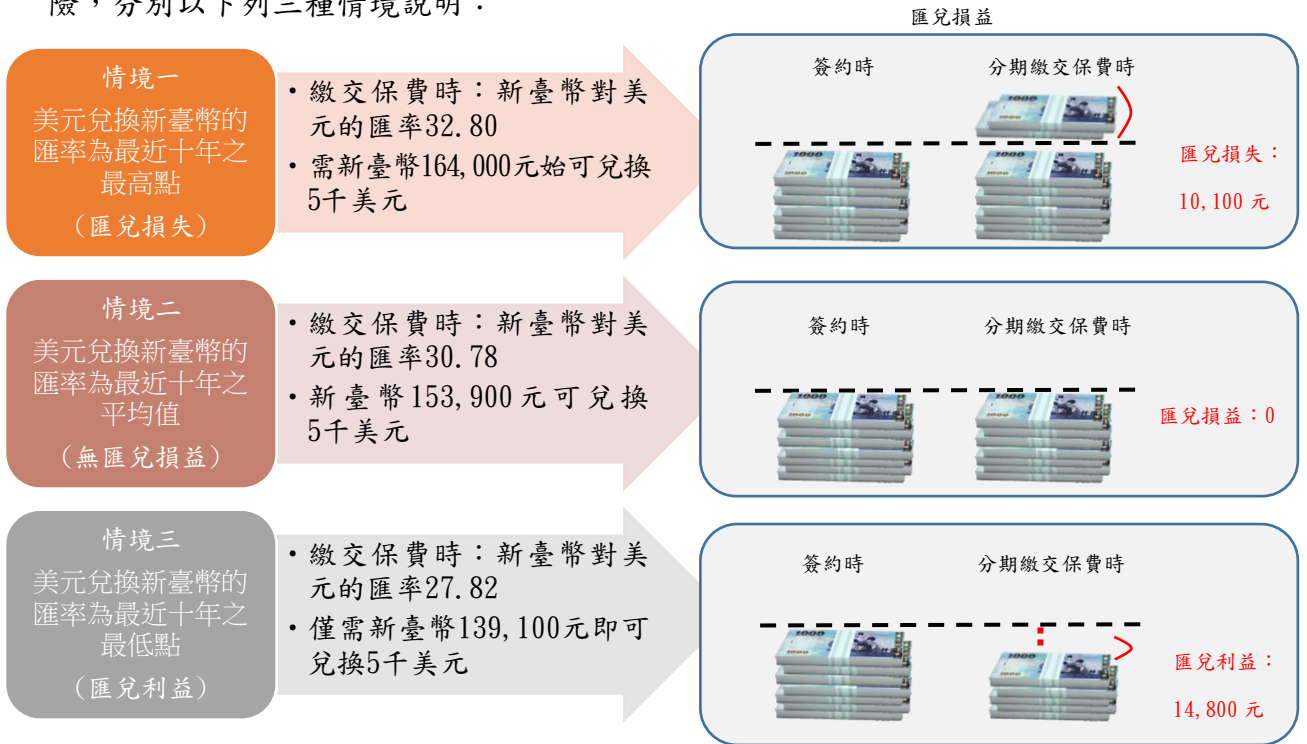 險，分別以下列三種情境說明：
匯兌損益
情境一
美元兌換新臺幣的
匯率為最近十年之
最高點
（匯兌損失）
・繳交保費時：新臺幣對美
元的匯率32.80
・需新臺幣164,000元始可兌換
5千美元
簽約時
分期繳交保費時
匯兌損失：
10,100 元
情境二
美元兌換新臺幣的
匯率為最近十年之
平均值
（無匯兌損益）
・繳交保費時：新臺幣對美
元的匯率30.78
・新臺幣153,900元可兌換
5千美元
簽約時
分期繳交保費時
匯兌損益：0
情境三
美元兌換新臺幣的
匯率為最近十年之
最低點
（匯兌利益）
・繳交保費時：新臺幣對美
元的匯率27.82
・僅需新臺幣139,100元即可
兌換5千美元
簽約時
分期繳交保費時
匯兌利益：
14,800 元